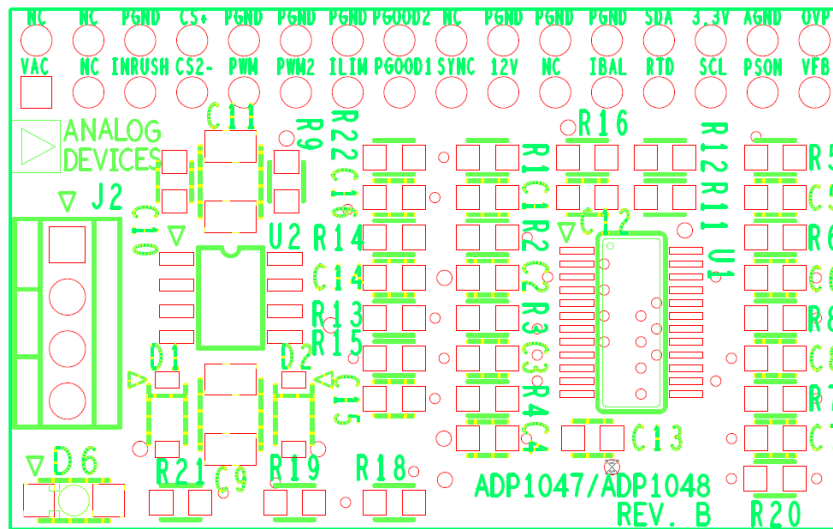 NC NC PGND CS+ PGND PGND PGND PGOOD2 NC PGND PGND PGND SDA 3.3V AGND OVP
VAC NC INRUSH CS2- PWM PWM2 ILIM PGOOD1 SYNC 12V NC IBAL RTD SCL PSON VFB
ANALOG
DEVICES
J2
C11
R9
R22
R16
R1
R12
R11
C16
C1
C10
U2
R14
R2
C12
U1
R6
C14
C2
R13
R3
R8
R15
D1
D2
C3
C15
R4
C4
C13
D6
R21
C9
R19
R18
ADP1047/ADP1048
REV. B
R20